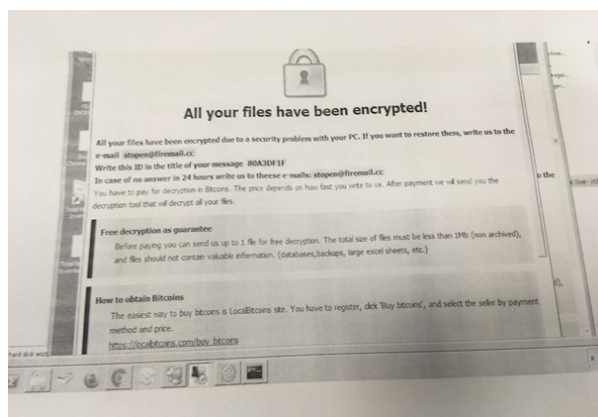 All your files have been encrypted!
All your files have been encrypted due to a security problem with your PC. If you want to restore them, write us to the
e-mail stopen@firemail.cc
Write this ID in the title of your message 80A3DF1F
In case of no answer in 24 hours write us to theese e-mails: stopen@firemail.cc
You have to pay for decryption in Bitcoins. The price depends on how fast you write to us. After payment we will send you the
decryption tool that will decrypt all your files.
Free decryption as guarantee
Before paying you can send us up to 1 file for free decryption. The total size of files must be less than 1Mb (non archived),
and files should not contain valuable information. (databases,backups, large excel sheets, etc.)
How to obtain Bitcoins
The easiest way to buy bitcoins is LocalBitcoins site. You have to register, click 'Buy bitcoins', and select the seller by payment
method and price.
https://localbitcoins.com/buy_bitcoins
o the
hard disk